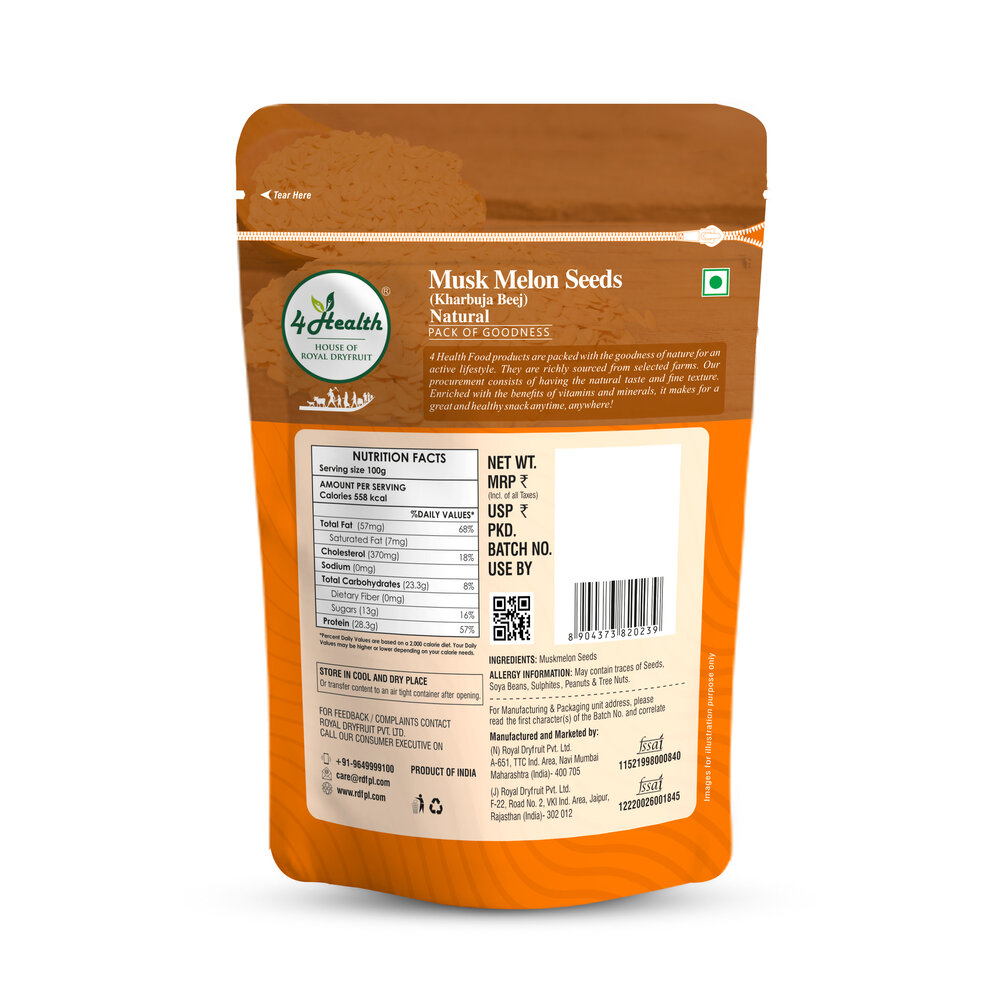 Tear Here
4 Health
®
HOUSE OF
ROYAL DRYFRUIT
Musk Melon Seeds
(Kharbuja Beej)
Natural
PACK OF GOODNESS
4 Health Food products are packed with the goodness of nature for an
active lifestyle. They are richly sourced from selected farms. Our
procurement consists of having the natural taste and fine texture.
Enriched with the benefits of vitamins and minerals, it makes for a
great and healthy snack anytime, anywhere!
NUTRITION FACTS
Serving size 100g
AMOUNT PER SERVING
Calories 558 kcal
%DAILY VALUES*
Total Fat (57mg) 68%
Saturated Fat (7mg)
Cholesterol (370mg) 18%
Sodium (0mg)
Total Carbohydrates (23.3g) 8%
Dietary Fiber (0mg)
Sugars (13g) 16%
Protein (28.3g) 57%
*Percent Daily Values are based on a 2,000 calorie diet. Your Daily
Values may be higher or lower depending on your calorie needs.
STORE IN COOL AND DRY PLACE
Or transfer content to an air tight container after opening.
FOR FEEDBACK / COMPLAINTS CONTACT
ROYAL DRYFRUIT PVT. LTD.
CALL OUR CONSUMER EXECUTIVE ON
+91-9649999100
care@rdfpl.com
www.rdfpl.com
PRODUCT OF INDIA
NET WT.
MRP ₹
(Incl. of all Taxes)
USP ₹
PKD.
BATCH NO.
USE BY
8 904373 820239
INGREDIENTS: Muskmelon Seeds
ALLERGY INFORMATION: May contain traces of Seeds,
Soya Beans, Sulphites, Peanuts & Tree Nuts.
For Manufacturing & Packaging unit address, please
read the first character(s) of the Batch No. and correlate
Manufactured and Marketed by:
(N) Royal Dryfruit Pvt. Ltd.
A-651, TTC Ind. Area, Navi Mumbai
Maharashtra (India)- 400 705
fssai
11521998000840
(J) Royal Dryfruit Pvt. Ltd.
F-22, Road No. 2, VKI Ind. Area, Jaipur,
Rajasthan (India)- 302 012
fssai
12220026001845
Images for illustration purpose only